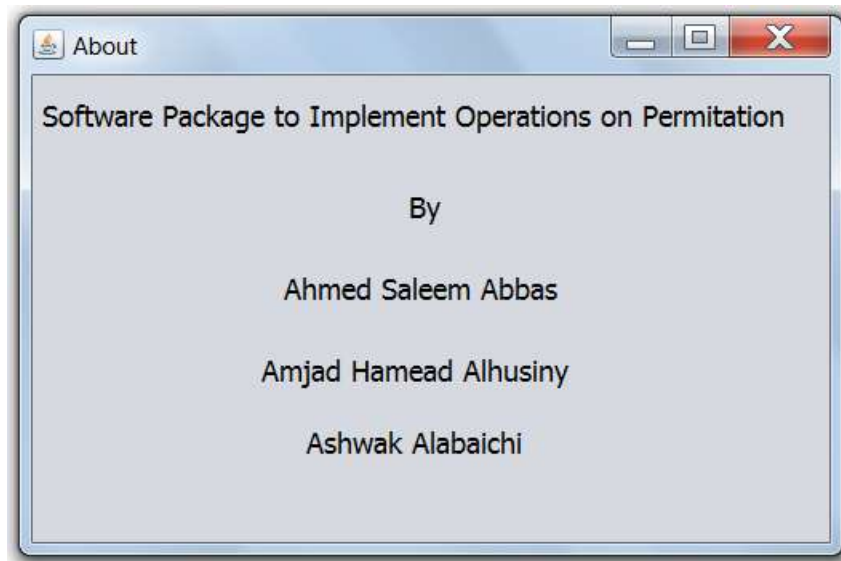 About
Software Package to Implement Operations on Permitation
By
Ahmed Saleem Abbas
Amjad Hamead Alhusiny
Ashwak Alabaichi